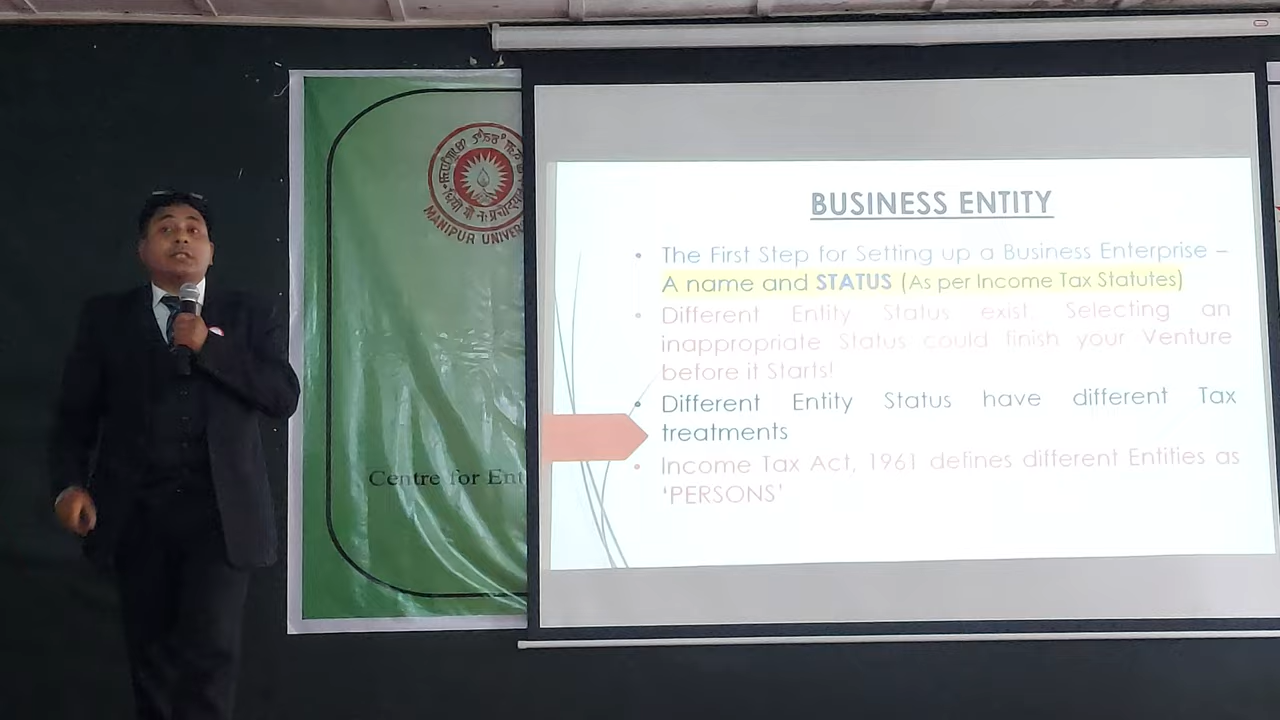 MANIPUR UNIVER
Centre for Ent
BUSINESS ENTITY
• The First Step for Setting up a Business Enterprise –
A name and STATUS (As per Income Tax Statutes)
• Different Entity Status exist. Selecting an
inappropriate Status could finish your Venture
before it Starts!
• Different Entity Status have different Tax
treatments
• Income Tax Act, 1961 defines different Entities as
‘PERSONS’